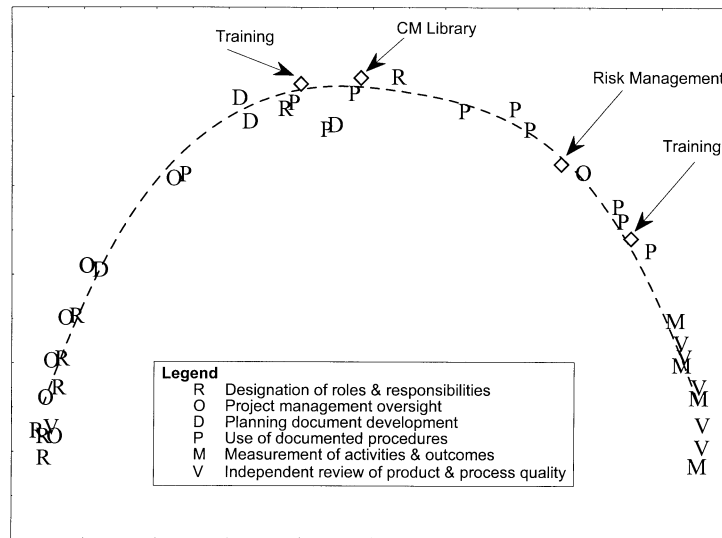 CM Library
Training
Risk Management
Training
R
D
P
P
R
P
P
P
D
P
O
P
O
P
P
P
O
D
O
R
M
V
O
R
V
M
R
V
O
M
V
R
V
R
O
V
R
M
Legend
R Designation of roles & responsibilities
O Project management oversight
D Planning document development
P Use of documented procedures
M Measurement of activities & outcomes
V Independent review of product & process quality